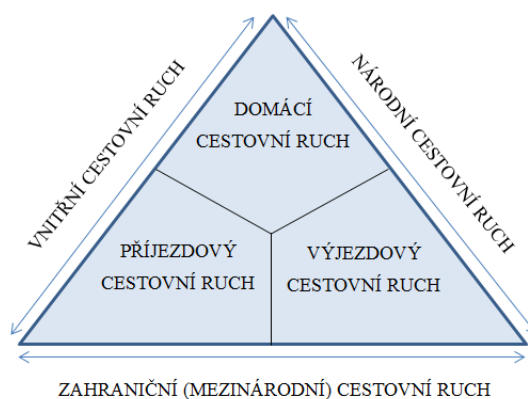 VNITŘNÍ CESTOVNÍ RUCH
NÁRODNÍ CESTOVNÍ RUCH
DOMÁCÍ
CESTOVNÍ RUCH
PŘÍJEZDOVÝ
CESTOVNÍ RUCH
VÝJEZDOVÝ
CESTOVNÍ RUCH
ZAHRANIČNÍ (MEZINÁRODNÍ) CESTOVNÍ RUCH